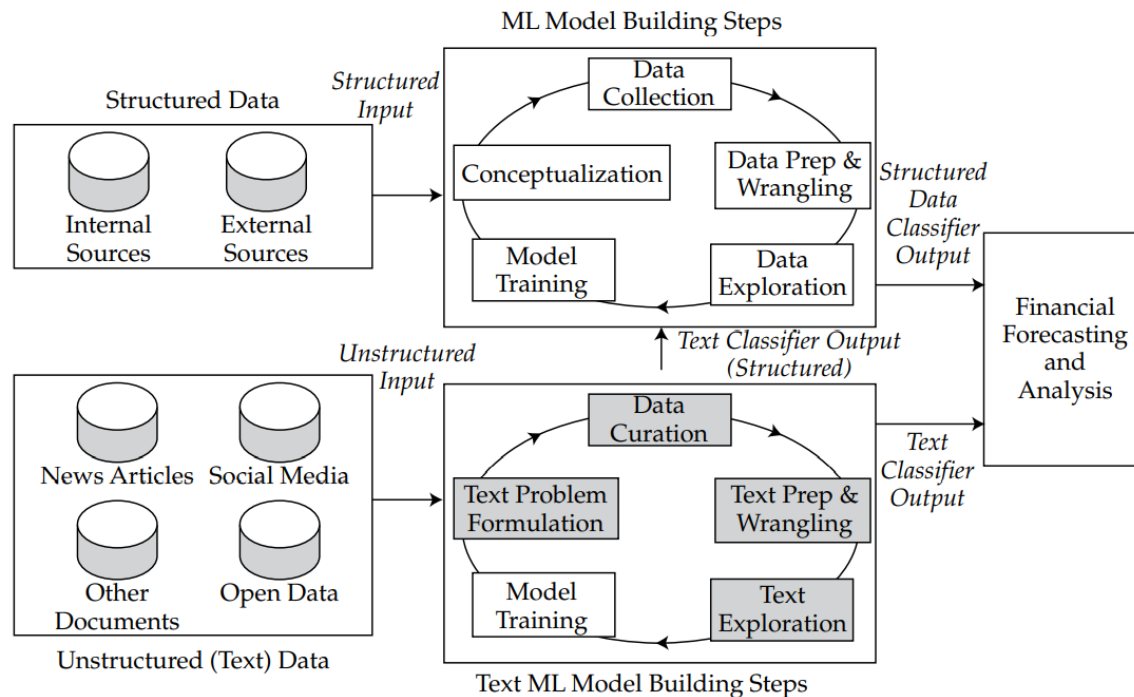 ML Model Building Steps
Structured Data
Internal
Sources
External
Sources
Structured
Input
Data
Collection
Conceptualization
Data Prep &
Wrangling
Model
Training
Data
Exploration
Structured
Data
Classifier
Output
Financial
Forecasting
and
Analysis
Text Classifier Output
(Structured)
Unstructured
Input
News Articles
Social Media
Other
Documents
Open Data
Unstructured (Text) Data
Data
Curation
Text Problem
Formulation
Text Prep &
Wrangling
Model
Training
Text
Exploration
Text
Classifier
Output
Text ML Model Building Steps